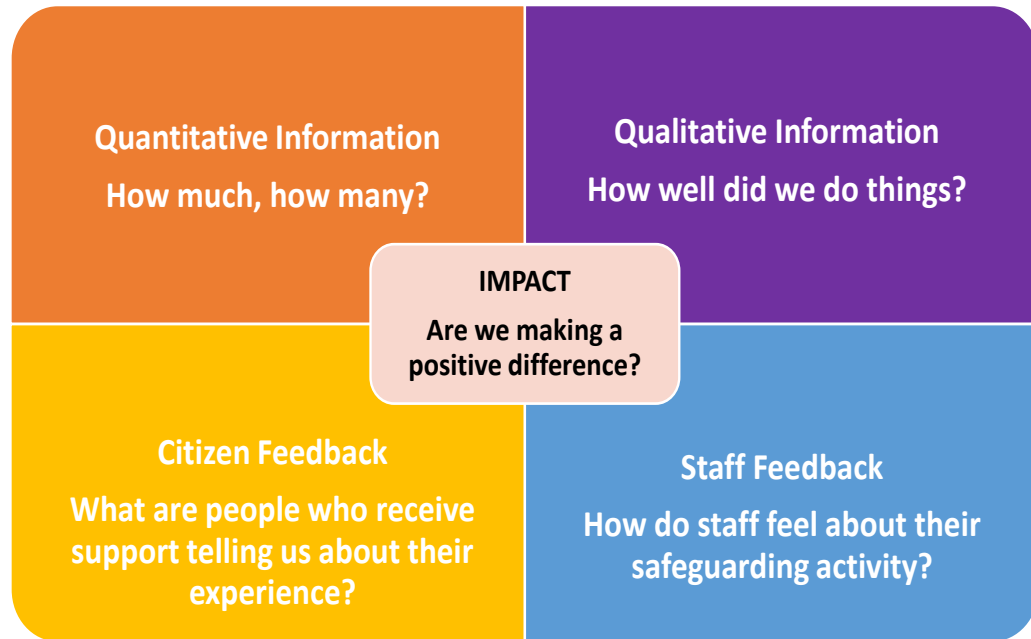 Quantitative Information
How much, how many?
Qualitative Information
How well did we do things?
IMPACT
Are we making a
positive difference?
Citizen Feedback
What are people who receive
support telling us about their
experience?
Staff Feedback
How do staff feel about their
safeguarding activity?